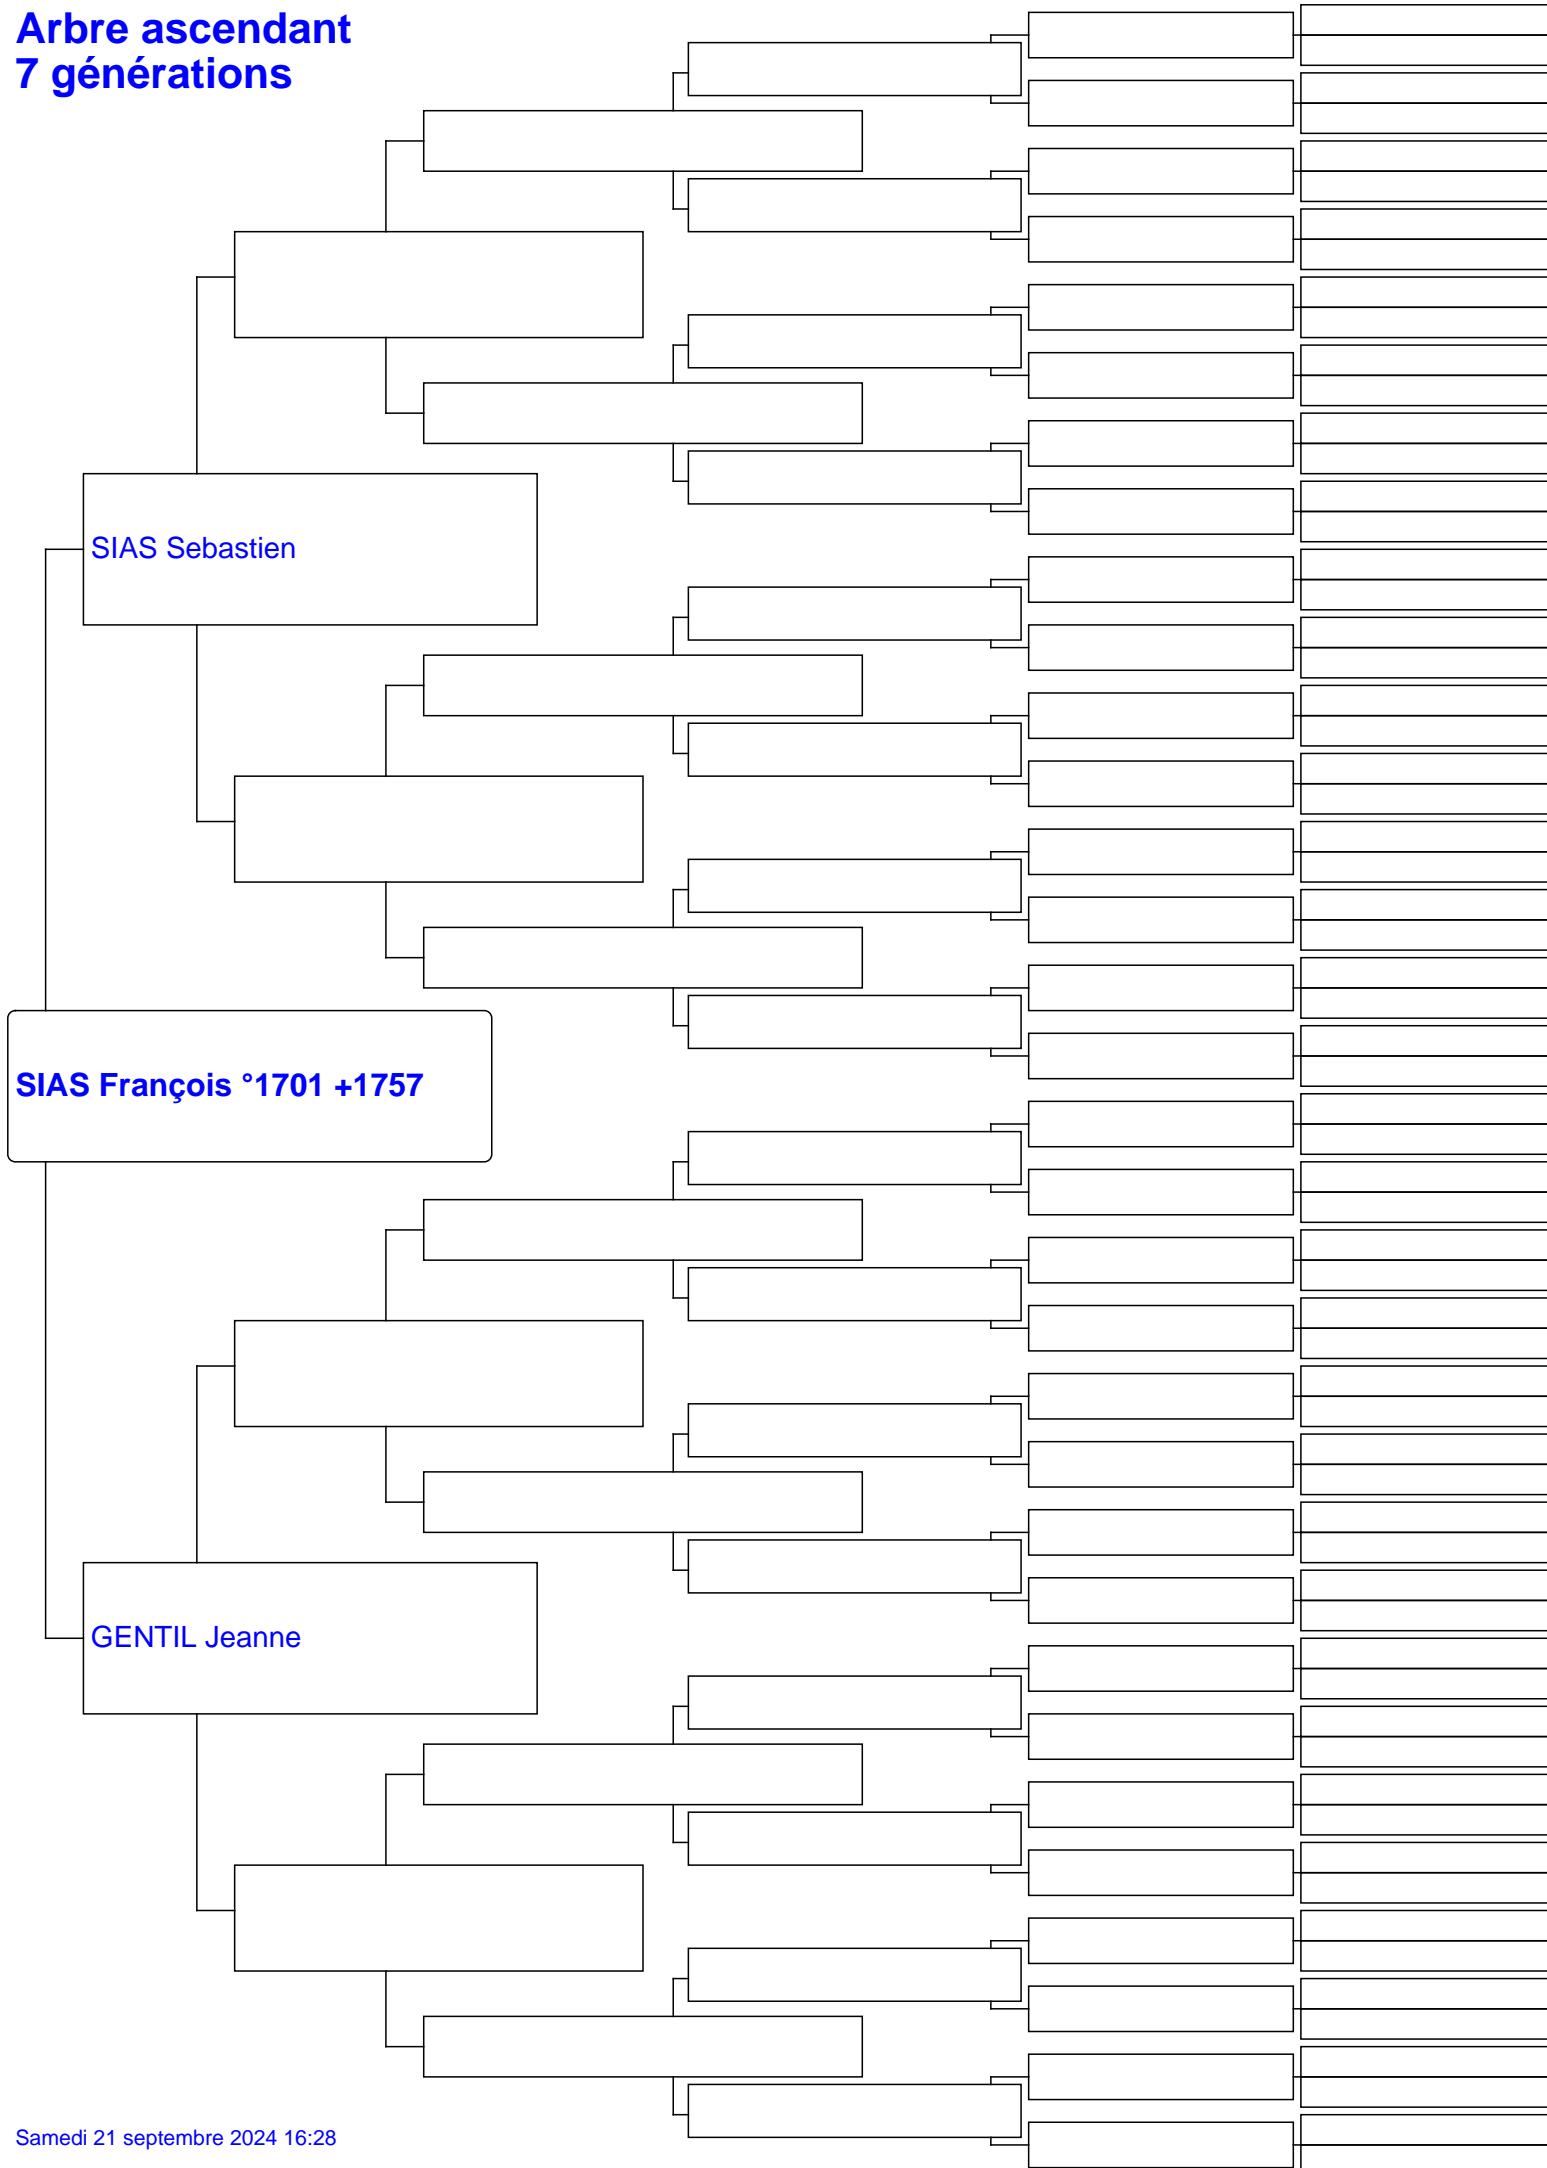 Arbre ascendant
7 générations
SIAS Sebastien
SIAS François °1701 +1757
GENTIL Jeanne
Samedi 21 septembre 2024 16:28